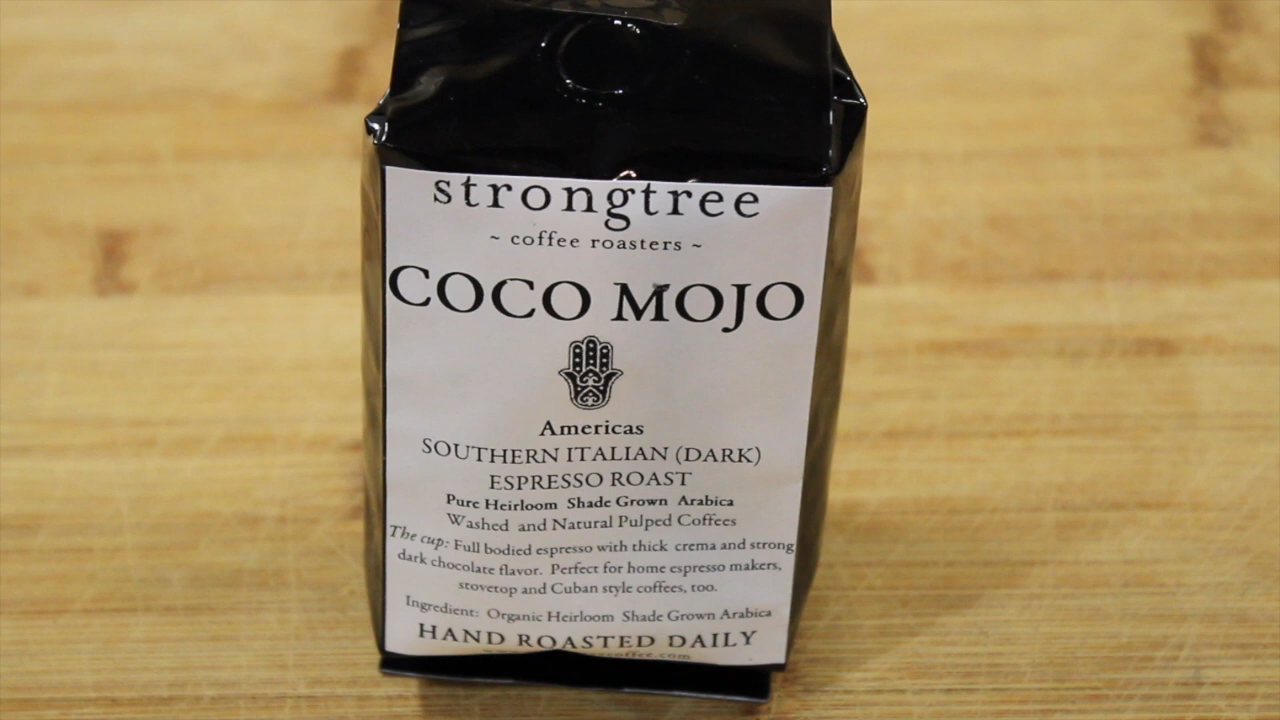 strongtree
~ coffee roasters ~
COCO MOJO
Americas
SOUTHERN ITALIAN (DARK)
ESPRESSO ROAST
Pure Heirloom Shade Grown Arabica
Washed and Natural Pulped Coffees
The cup: Full bodied espresso with thick crema and strong
dark chocolate flavor. Perfect for home espresso makers,
stovetop and Cuban style coffees, too.
Ingredient: Organic Heirloom Shade Grown Arabica
HAND ROASTED DAILY